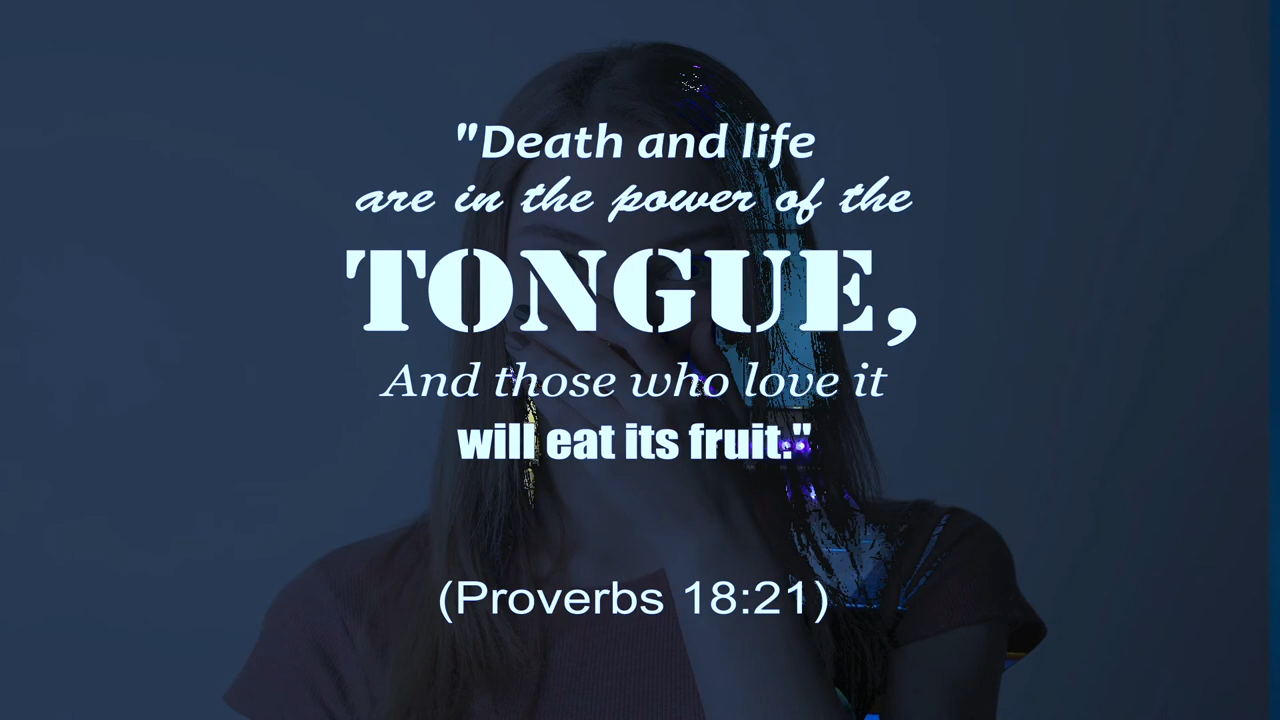 "Death and life
are in the power of the
TONGUE,
And those who love it
will eat its fruit."
(Proverbs 18:21)